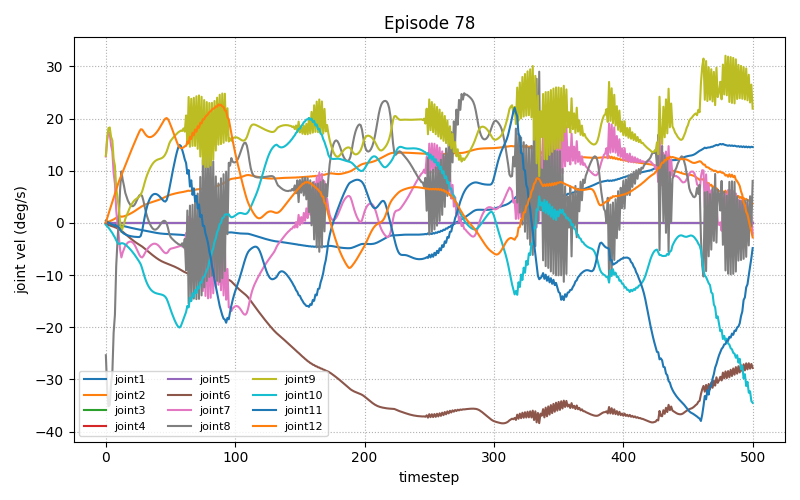 Episode 78
joint vel (deg/s)
30
20
10
0
−10
−20
−30
−40
joint1 joint5 joint9
joint2 joint6 joint10
joint3 joint7 joint11
joint4 joint8 joint12
0 100 200 300 400 500
timestep